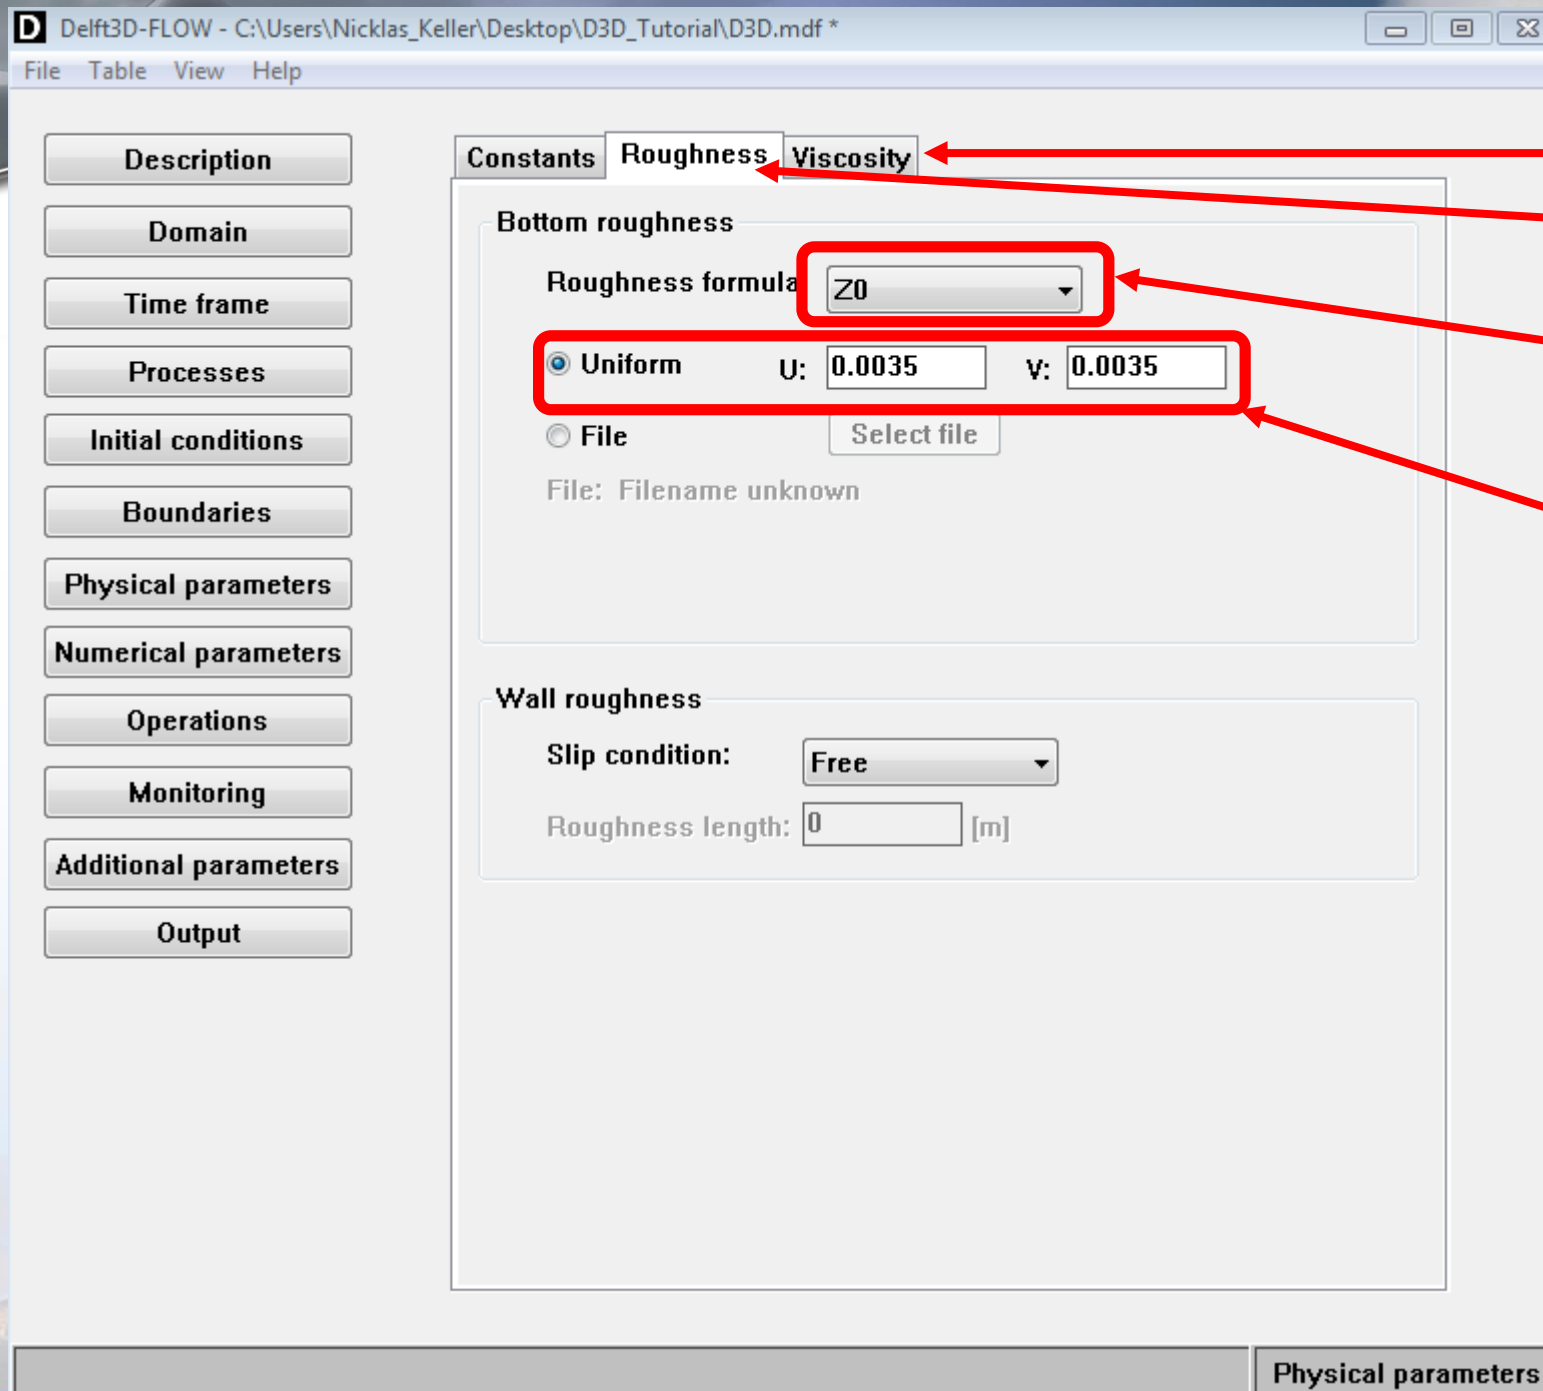 D Delft3D-FLOW - C:\Users\Nicklas_Keller\Desktop\D3D_Tutorial\D3D.mdf *
File Table View Help
Description
Domain
Time frame
Processes
Initial conditions
Boundaries
Physical parameters
Numerical parameters
Operations
Monitoring
Additional parameters
Output
Constants Roughness Viscosity
Bottom roughness
Roughness formula Z0
Uniform U: 0.0035 V: 0.0035
File Select file
File: Filename unknown
Wall roughness
Slip condition: Free
Roughness length: 0 [m]
Physical parameters